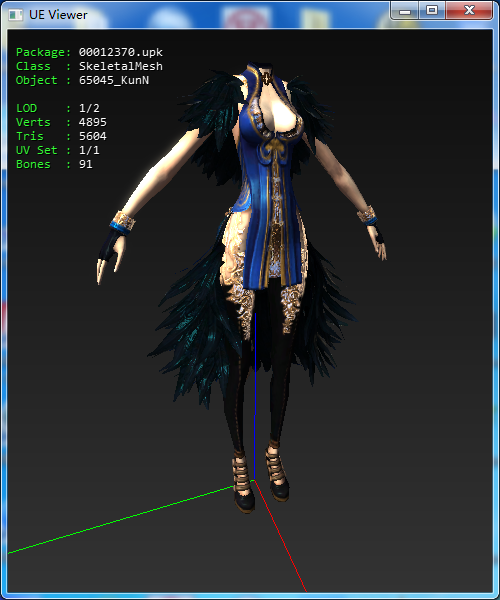 UE Viewer
Package: 00012370.upk
Class : SkeletalMesh
Object : 65045_KunN
LOD : 1/2
Verts : 4895
Tris : 5604
UV Set : 1/1
Bones : 91